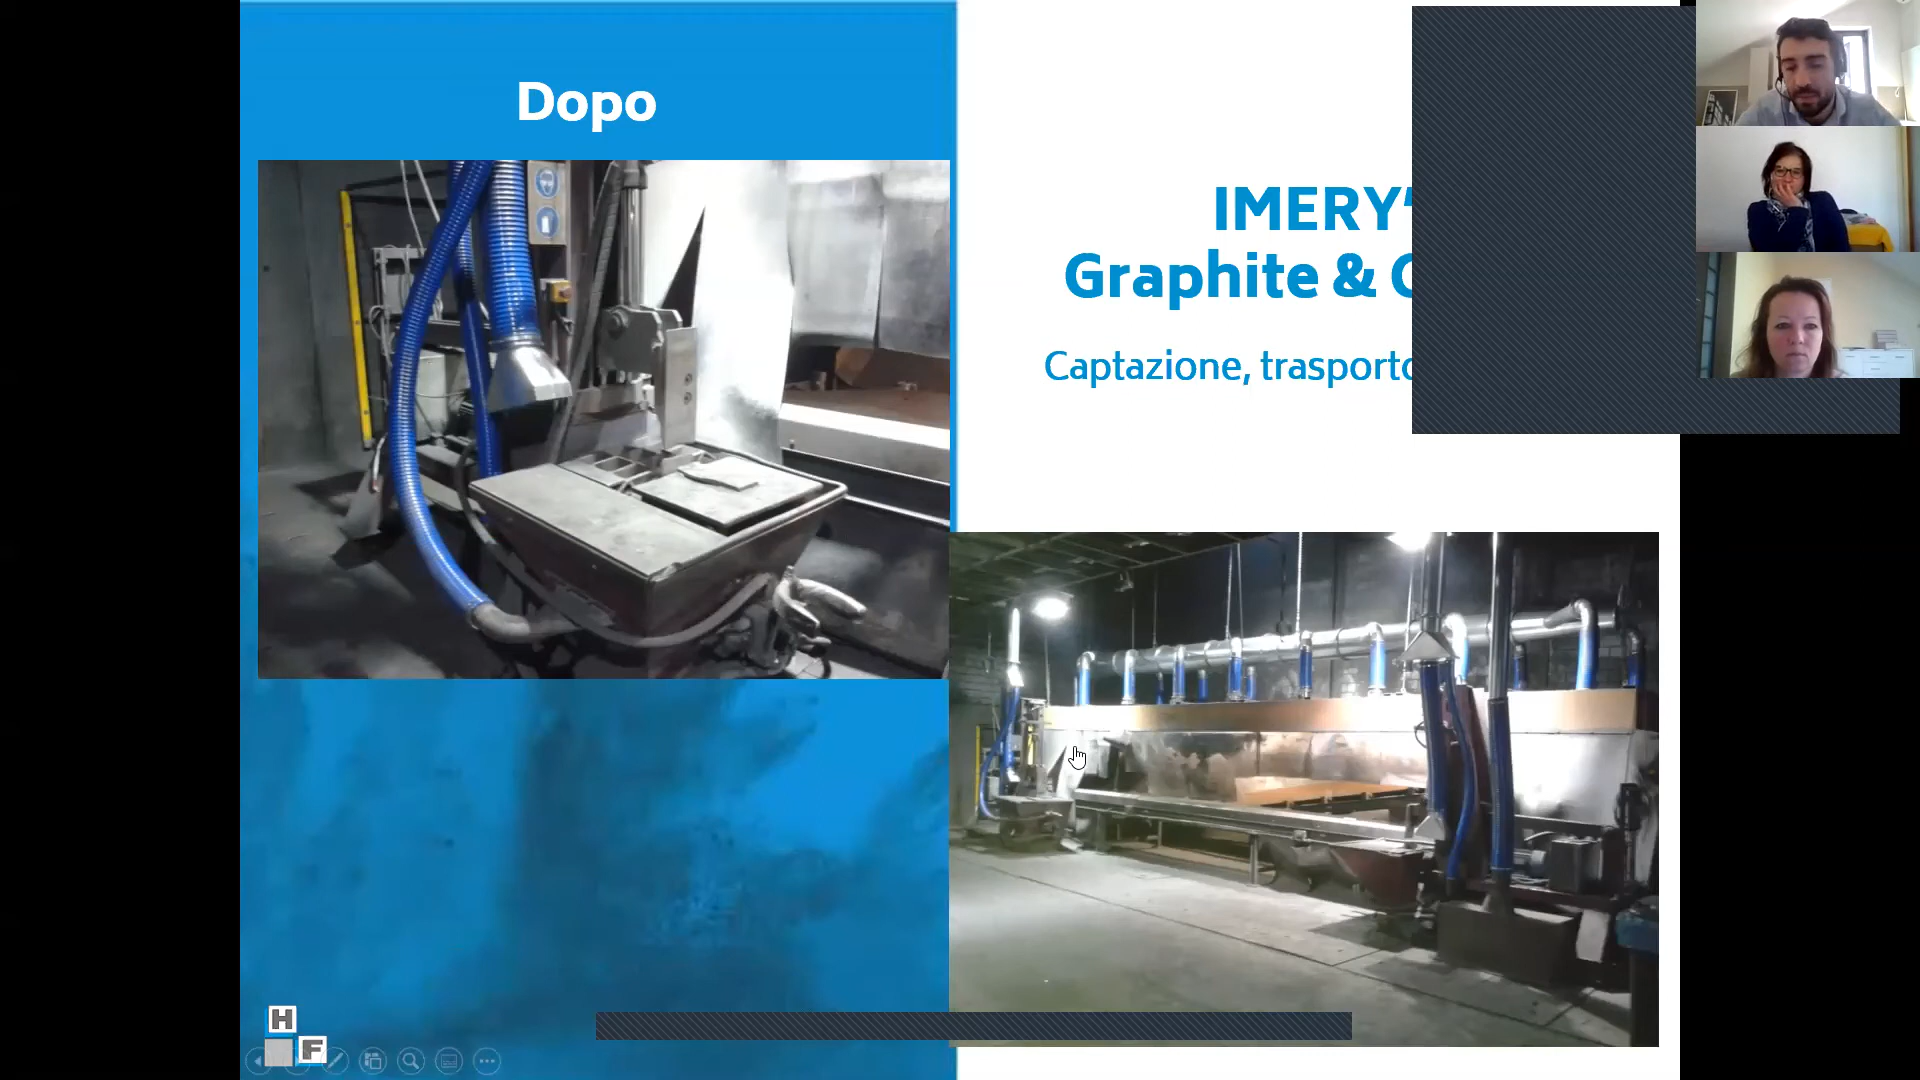 Dopo
IMERY'
Graphite &
Captazione, trasporto
H
F